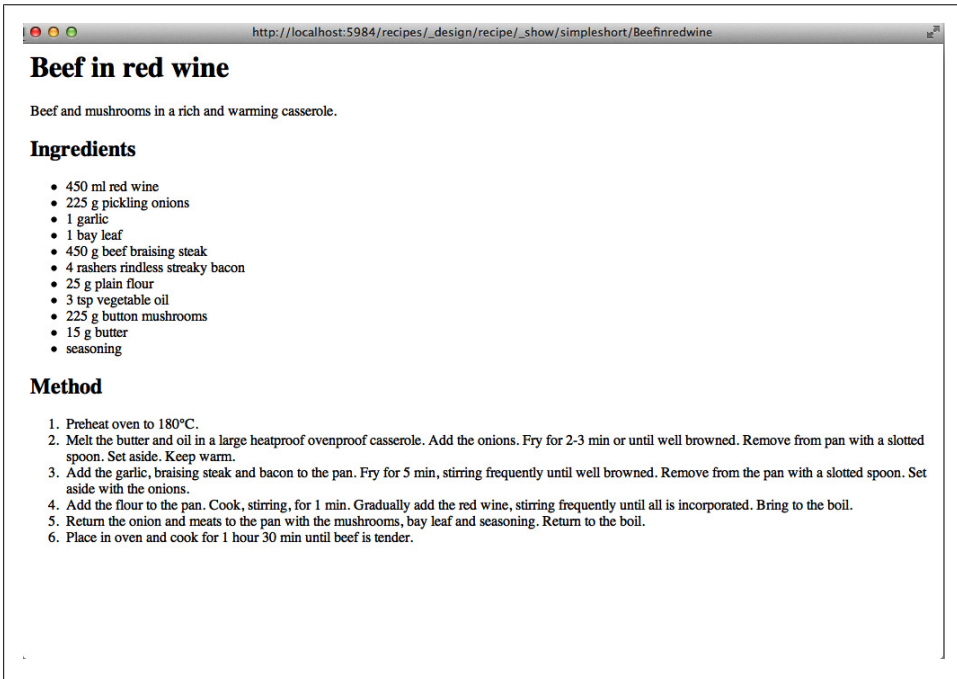 http://localhost:5984/recipes/_design/recipe/_show/simpleshort/Beefinredwine
Beef in red wine
Beef and mushrooms in a rich and warming casserole.
Ingredients
• 450 ml red wine
• 225 g pickling onions
• 1 garlic
• 1 bay leaf
• 450 g beef braising steak
• 4 rashers rindless streaky bacon
• 25 g plain flour
• 3 tsp vegetable oil
• 225 g button mushrooms
• 15 g butter
• seasoning
Method
1. Preheat oven to 180°C.
2. Melt the butter and oil in a large heatproof ovenproof casserole. Add the onions. Fry for 2-3 min or until well browned. Remove from pan with a slotted
spoon. Set aside. Keep warm.
3. Add the garlic, braising steak and bacon to the pan. Fry for 5 min, stirring frequently until well browned. Remove from the pan with a slotted spoon. Set
aside with the onions.
4. Add the flour to the pan. Cook, stirring, for 1 min. Gradually add the red wine, stirring frequently until all is incorporated. Bring to the boil.
5. Return the onion and meats to the pan with the mushrooms, bay leaf and seasoning. Return to the boil.
6. Place in oven and cook for 1 hour 30 min until beef is tender.